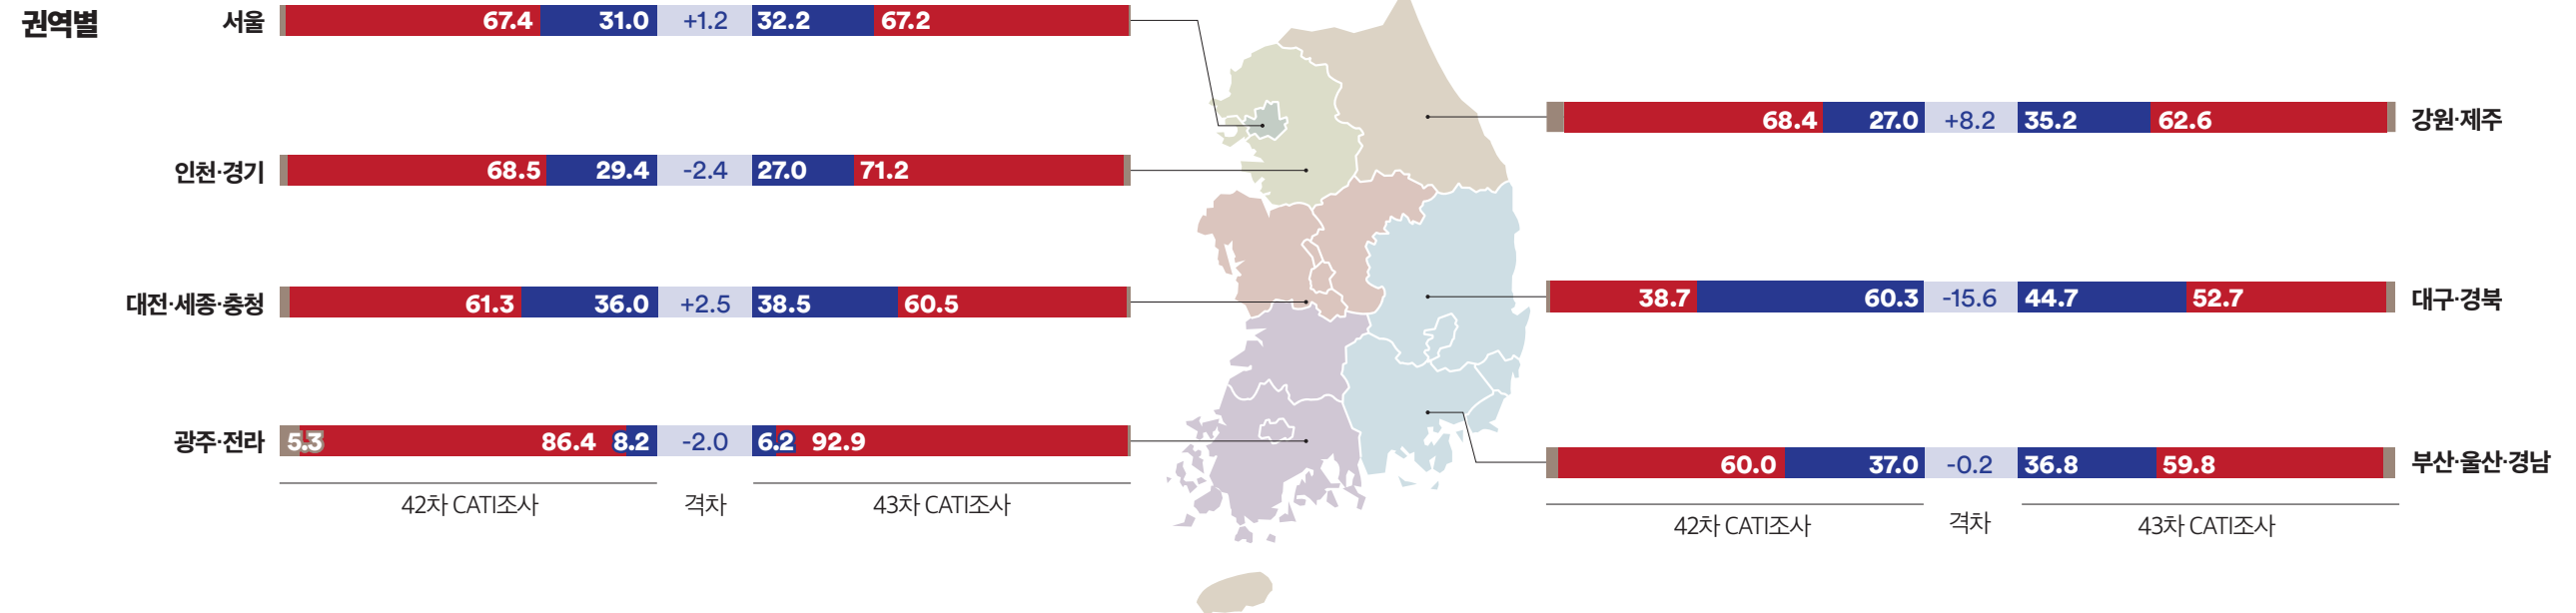 권역별
서울 67.4 31.0 +1.2 32.2 67.2
인천·경기 68.5 29.4 -2.4 27.0 71.2
대전·세종·충청 61.3 36.0 +2.5 38.5 60.5
광주·전라 5.3 86.4 8.2 -2.0 6.2 92.9
42차 CATI조사 격차 43차 CATI조사
68.4 27.0 +8.2 35.2 62.6 강원·제주
38.7 60.3 -15.6 44.7 52.7 대구·경북
60.0 37.0 -0.2 36.8 59.8 부산·울산·경남
42차 CATI조사 격차 43차 CATI조사